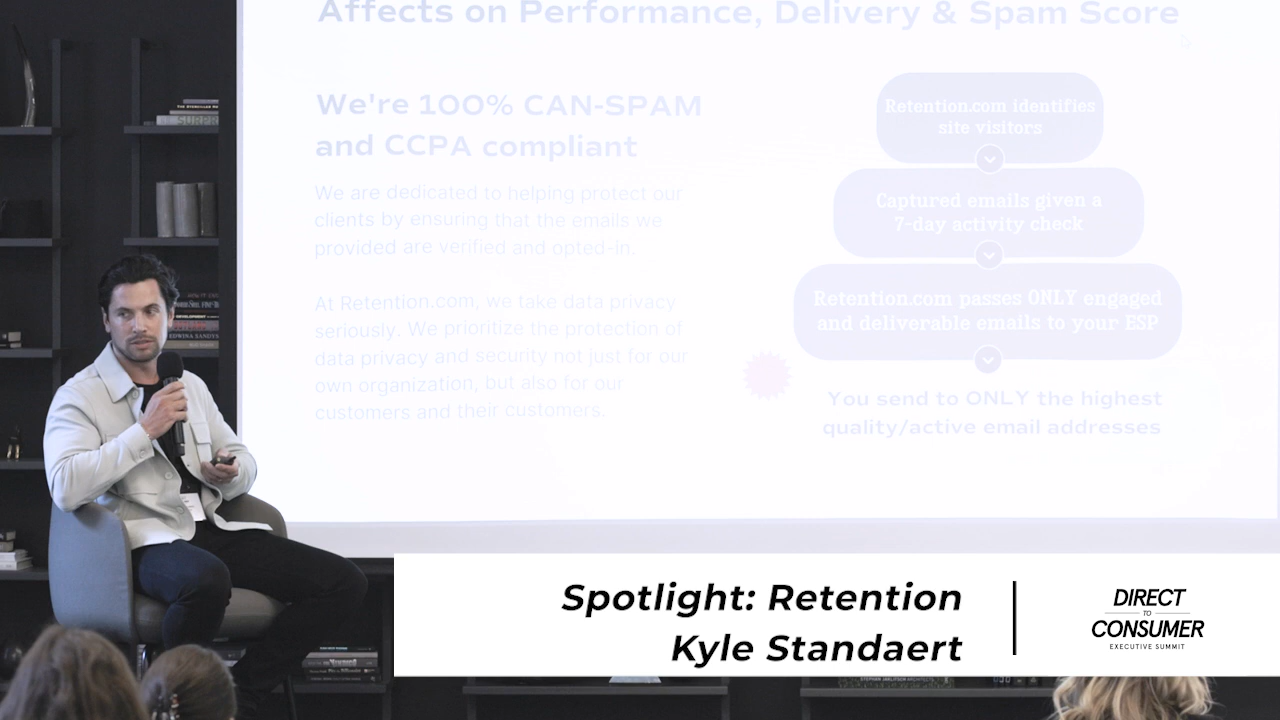 Affects on Performance, Delivery & Spam Score
We're 100% CAN-SPAM
and CCPA compliant
We are dedicated to helping protect our
clients by ensuring that the emails we
provided are verified and opted-in.
At Retention.com, we take data privacy
seriously. We prioritize the protection of
data privacy and security not just for our
own organization, but also for our
customers and their customers.
Retention.com identifies
site visitors
Captured emails given a
7-day activity check
Retention.com passes ONLY engaged
and deliverable emails to your ESP
You send to ONLY the highest
quality/active email addresses
SURPR
EDWINA SANDYS
Spotlight: Retention
Kyle Standaert
DIRECT
TO
CONSUMER
EXECUTIVE SUMMIT